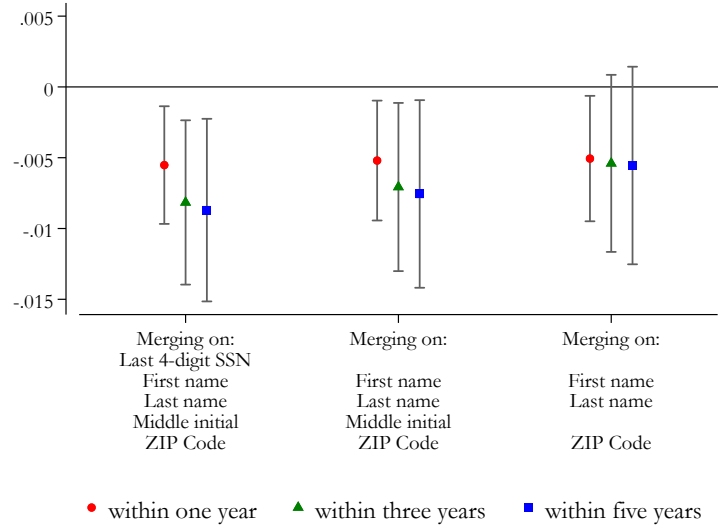 .005
0
-.005
-.01
-.015
Merging on:
Last 4-digit SSN
First name
Last name
Middle initial
ZIP Code
Merging on:
First name
Last name
Middle initial
ZIP Code
Merging on:
First name
Last name
ZIP Code
within one year
within three years
within five years